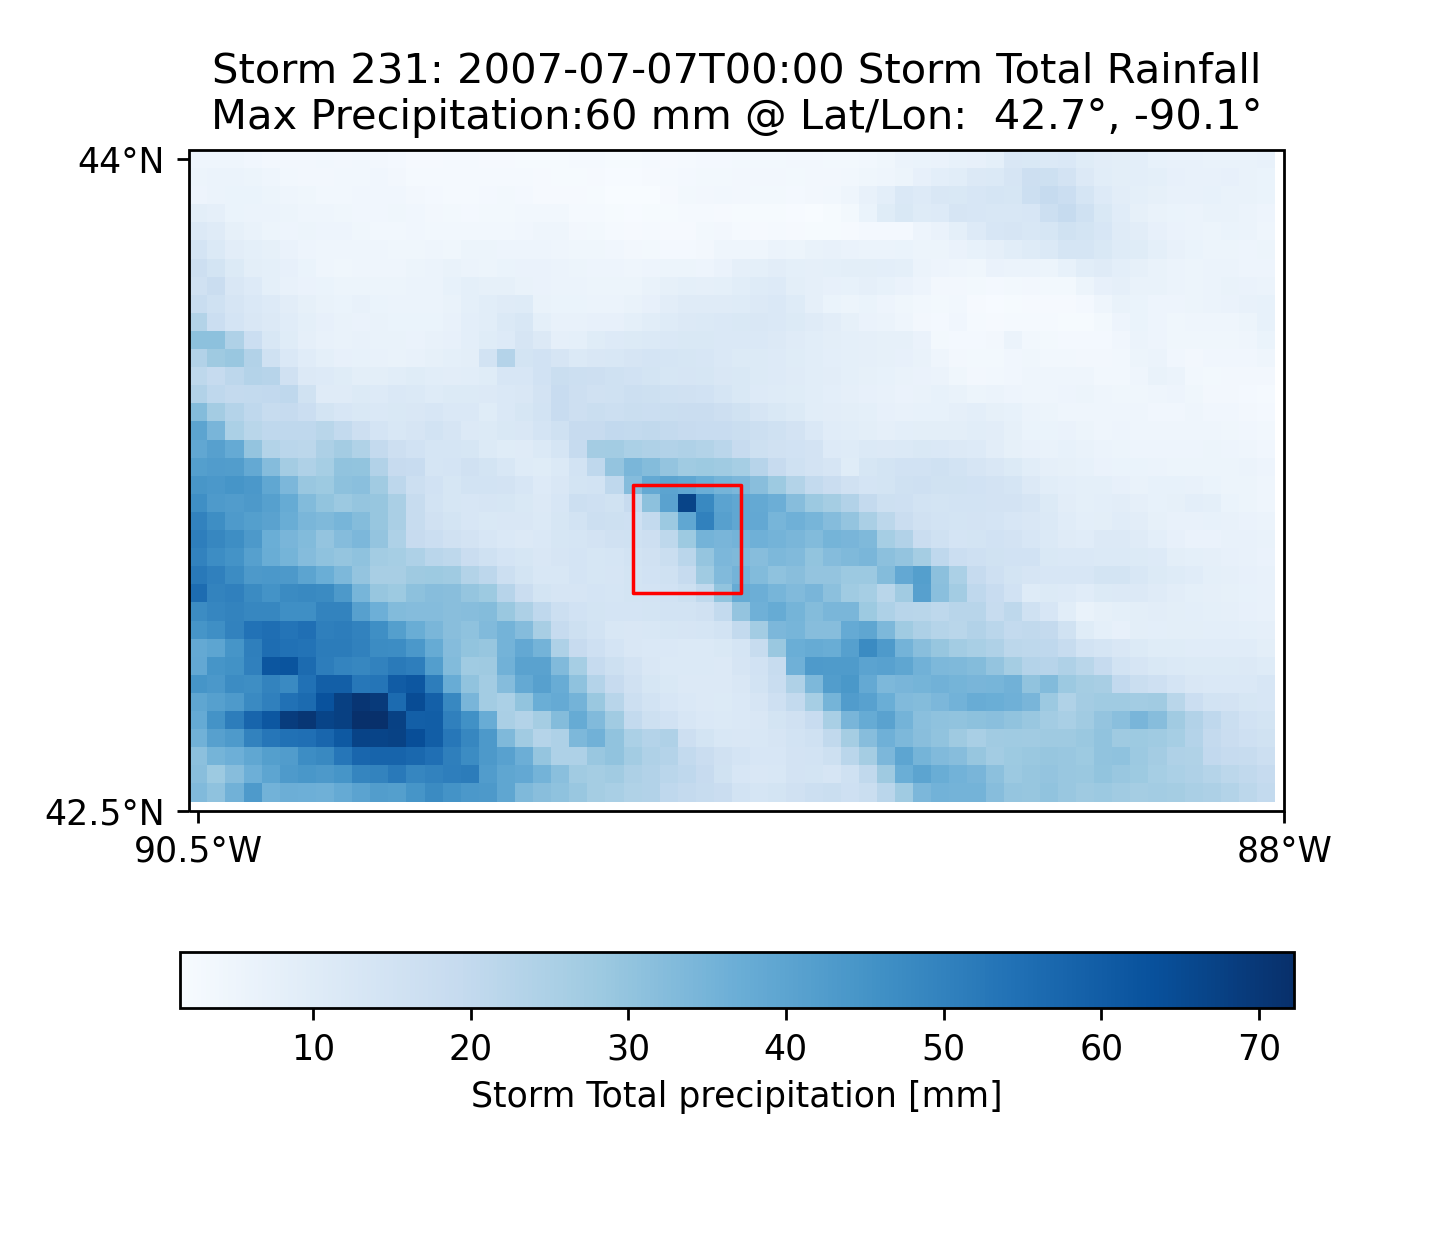 Storm 231: 2007-07-07T00:00 Storm Total Rainfall
Max Precipitation:60 mm @ Lat/Lon:  42.7°, -90.1°
44°N
42.5°N
90.5°W 88°W
10 20 30 40 50 60 70
Storm Total precipitation [mm]